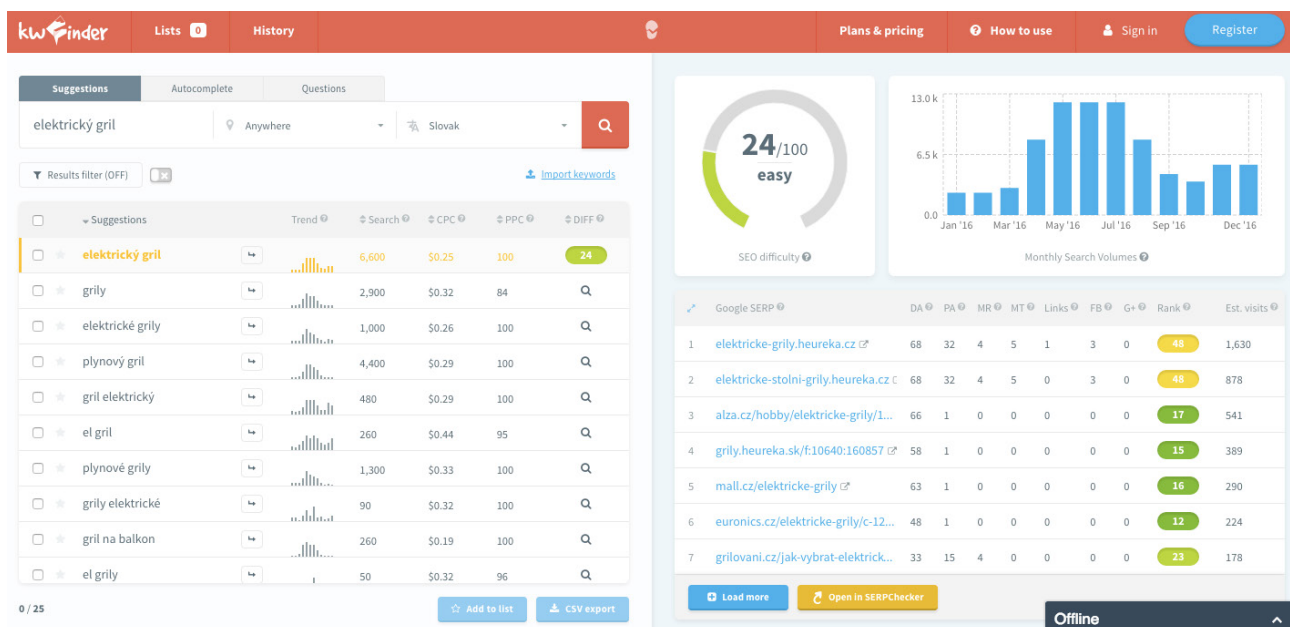 kwfinder Lists 0 History Plans & pricing How to use Sign in Register
Suggestions Autocomplete Questions
elektrický gril Anywhere Slovak
Results filter (OFF) Import keywords
Suggestions Trend Search CPC PPC DIFF
elektrický gril 6,600 $0.25 100 24
grily 2,900 $0.32 84
elektrické grily 1,000 $0.26 100
plynový gril 4,400 $0.29 100
gril elektrický 480 $0.29 100
el gril 260 $0.44 95
plynové grily 1,300 $0.33 100
grily elektrické 90 $0.32 100
gril na balkon 260 $0.19 100
el grily 50 $0.32 96
0 / 25 Add to list CSV export
24/100
easy
SEO difficulty
13.0 k
6.5 k
0.0
Jan '16 Mar '16 May '16 Jul '16 Sep '16 Dec '16
Monthly Search Volumes
Google SERP DA PA MR MT Links FB G+ Rank Est. visits
1 elektricke-grily.heureka.cz 68 32 4 5 1 3 0 48 1,630
2 elektricke-stolni-grily.heureka.cz 68 32 4 5 0 3 0 48 878
3 alza.cz/hobby/elektricke-grily/1... 66 1 0 0 0 0 0 17 541
4 grily.heureka.sk/f:10640:160857 58 1 0 0 0 0 0 15 389
5 mall.cz/elektricke-grily 63 1 0 0 0 0 0 16 290
6 euronics.cz/elektricke-grily/c-12... 48 1 0 0 0 0 0 12 224
7 grilovani.cz/jak-vybrat-elektrick... 33 15 4 0 0 0 0 23 178
Load more Open in SERPChecker
Offline